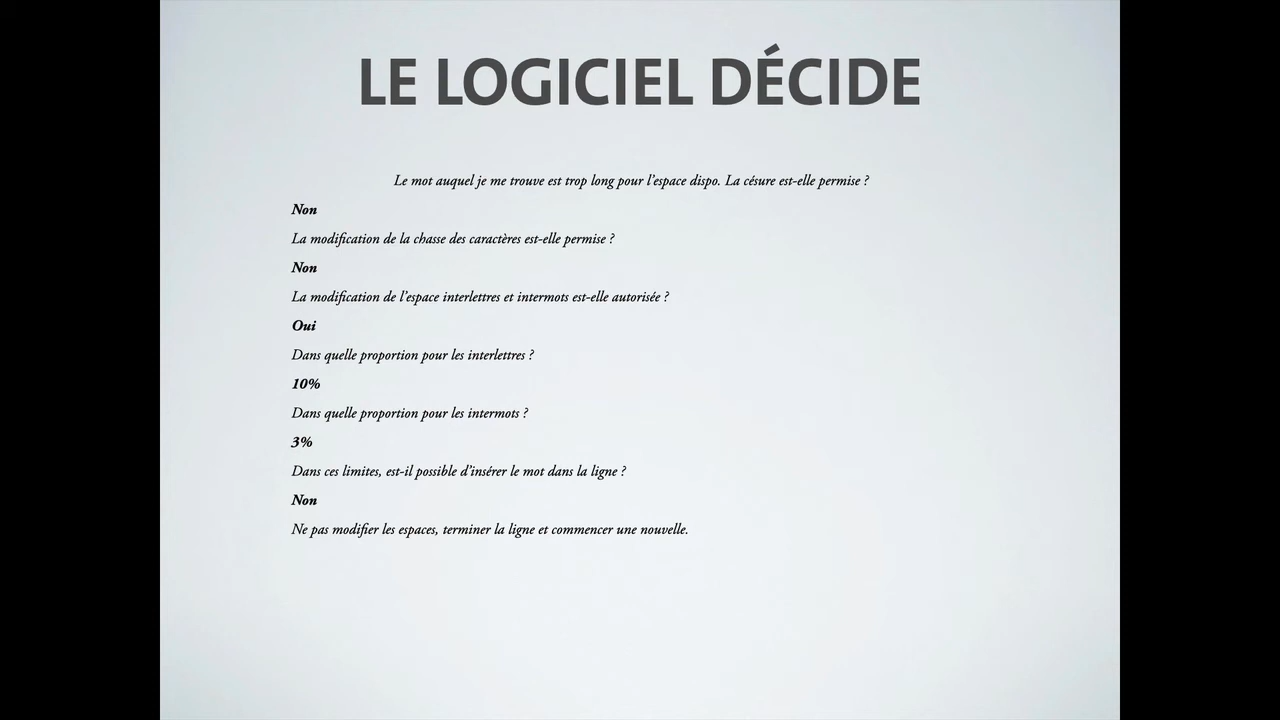 LE LOGICIEL DÉCIDE
Le mot auquel je me trouve est trop long pour l’espace dispo. La césure est-elle permise ?
Non
La modification de la chasse des caractères est-elle permise ?
Non
La modification de l’espace interlettres et intermots est-elle autorisée ?
Oui
Dans quelle proportion pour les interlettres ?
10%
Dans quelle proportion pour les intermots ?
3%
Dans ces limites, est-il possible d’insérer le mot dans la ligne ?
Non
Ne pas modifier les espaces, terminer la ligne et commencer une nouvelle.